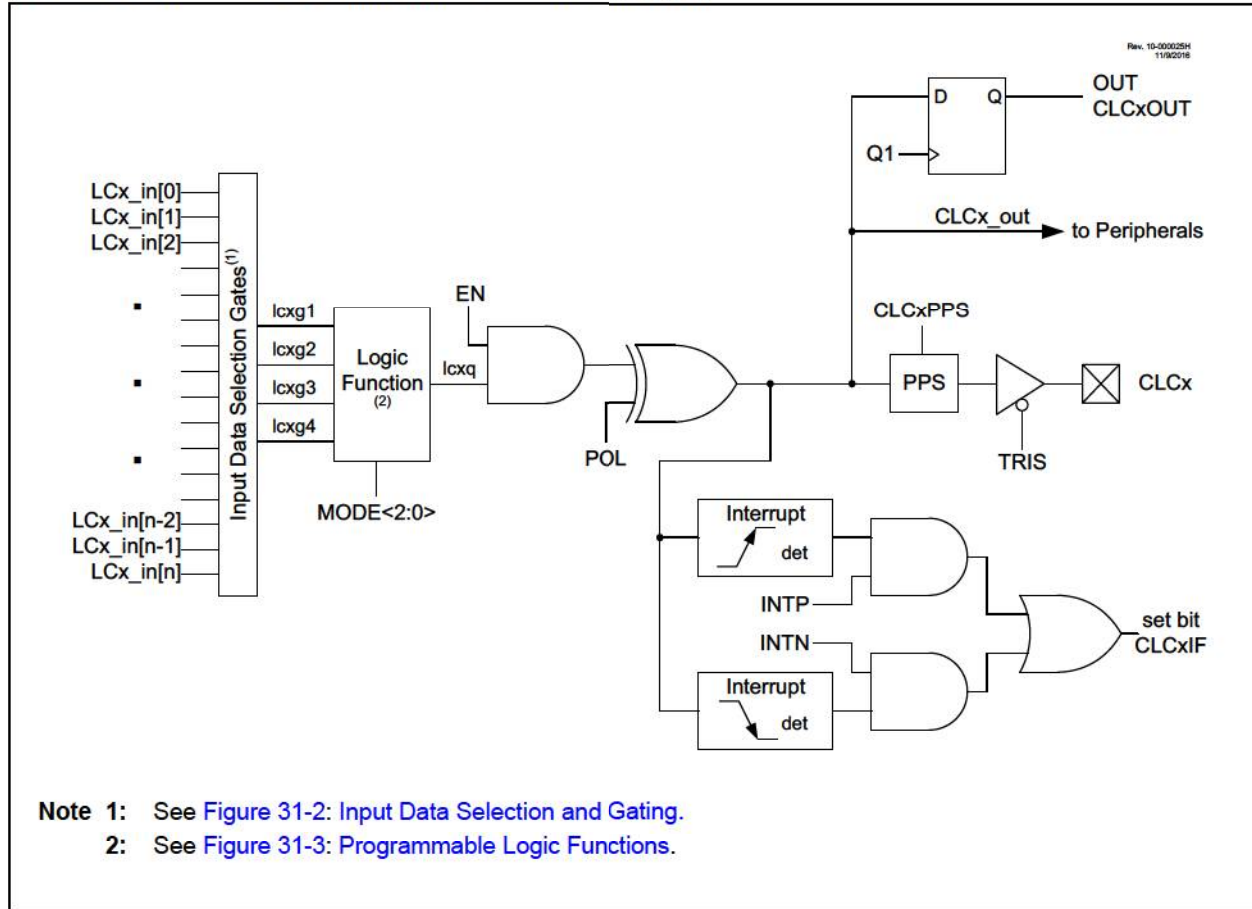 Rev. 10-000025H
11/9/2016
OUT
CLCxOUT
D
Q
Q1
CLCx_out
to Peripherals
LCx_in[0]
LCx_in[1]
LCx_in[2]
Input Data Selection Gates(1)
lcxg1
lcxg2
lcxg3
lcxg4
Logic
Function
(2)
MODE<2:0>
lcxq
EN
POL
CLCxPPS
PPS
CLCx
TRIS
LCx_in[n-2]
LCx_in[n-1]
LCx_in[n]
Interrupt
det
INTP
INTN
Interrupt
det
set bit
CLCxIF
Note 1: See Figure 31-2: Input Data Selection and Gating.
2: See Figure 31-3: Programmable Logic Functions.